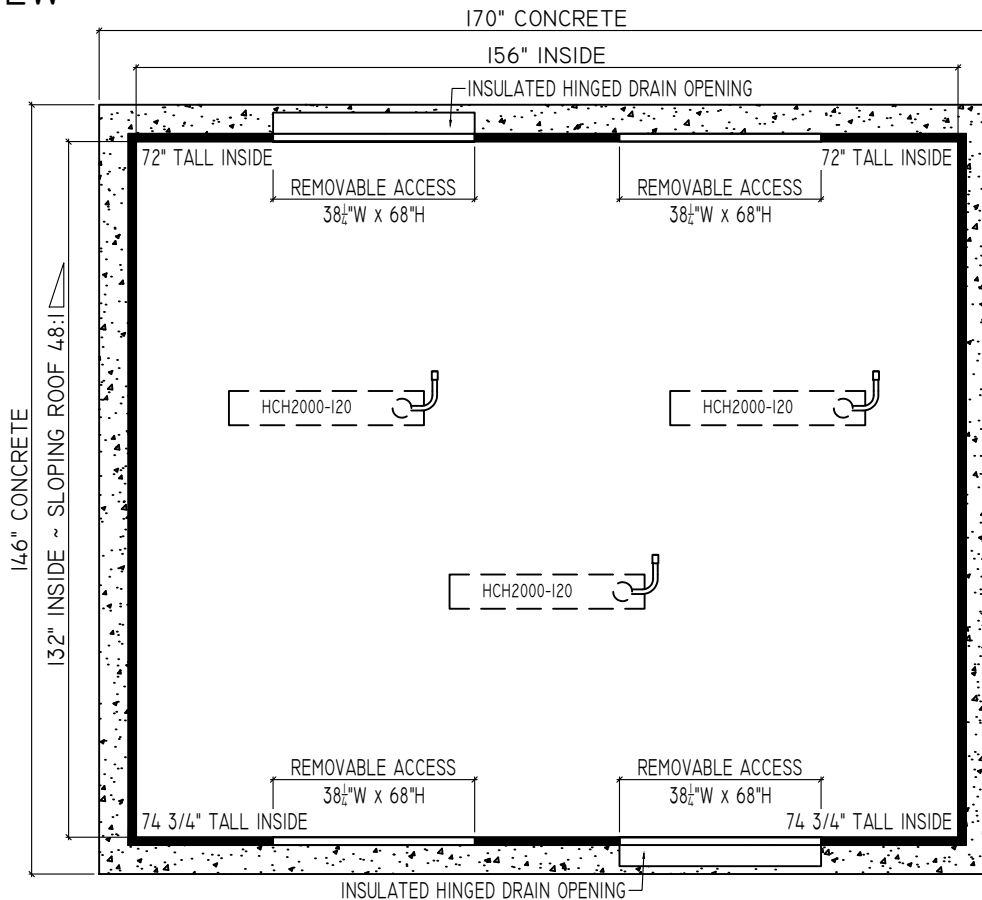 170" CONCRETE
156" INSIDE
INSULATED HINGED DRAIN OPENING
72" TALL INSIDE
72" TALL INSIDE
REMOVABLE ACCESS
38¼"W X 68"H
REMOVABLE ACCESS
38¼"W X 68"H
146" CONCRETE
132" INSIDE ~ SLOPING ROOF 48:1
HCH2000-120
HCH2000-120
HCH2000-120
REMOVABLE ACCESS
38¼"W X 68"H
REMOVABLE ACCESS
38¼"W X 68"H
74 3/4" TALL INSIDE
74 3/4" TALL INSIDE
INSULATED HINGED DRAIN OPENING